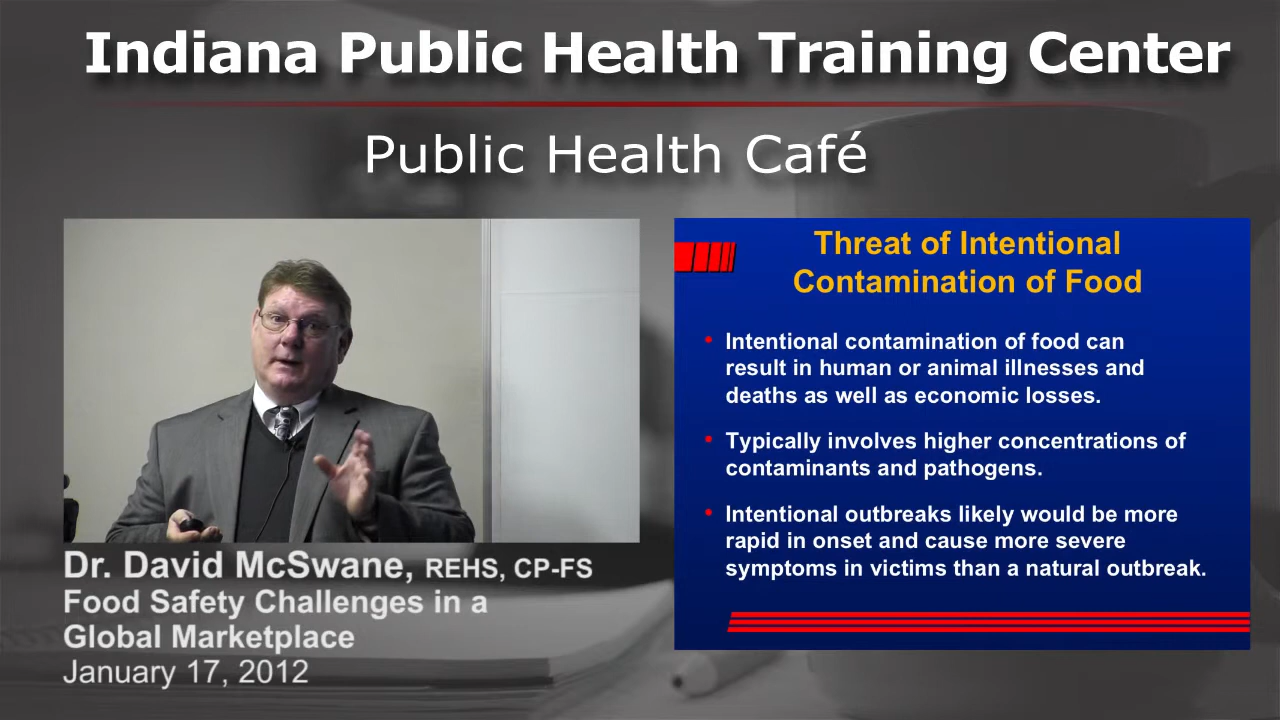 Indiana Public Health Training Center
Public Health Café
Threat of Intentional
Contamination of Food
• Intentional contamination of food can
result in human or animal illnesses and
deaths as well as economic losses.
• Typically involves higher concentrations of
contaminants and pathogens.
• Intentional outbreaks likely would be more
rapid in onset and cause more severe
symptoms in victims than a natural outbreak.
Dr. David McSwane, REHS, CP-FS
Food Safety Challenges in a
Global Marketplace
January 17, 2012